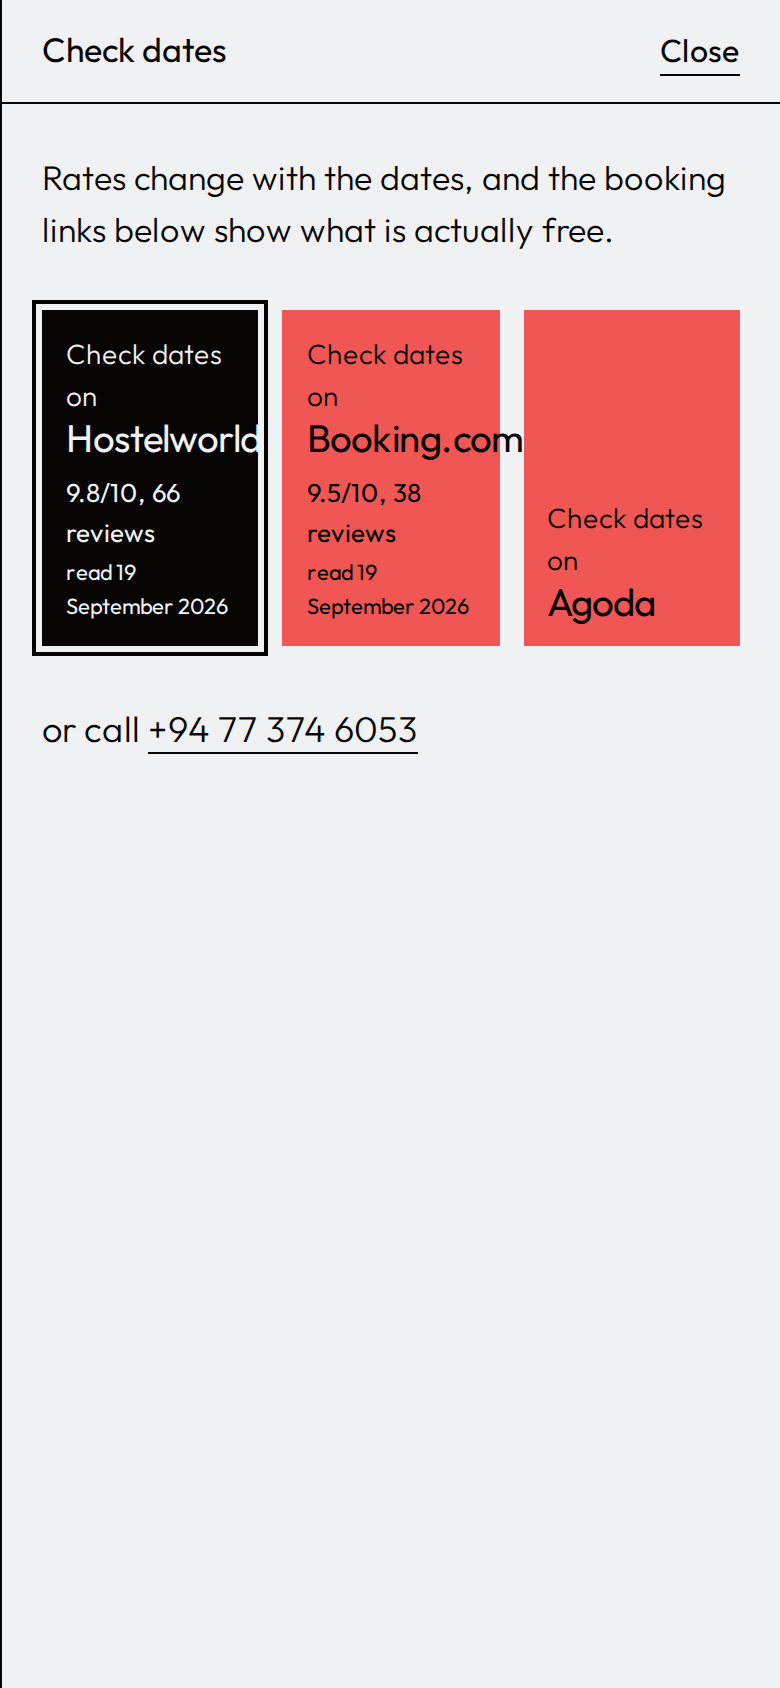 Check dates
Close
Rates change with the dates, and the booking
links below show what is actually free.
Check dates
on
Hostelworld
9.8/10, 66
reviews
read 19
September 2026
Check dates
on
Booking.com
9.5/10, 38
reviews
read 19
September 2026
Check dates
on
Agoda
or call +94 77 374 6053